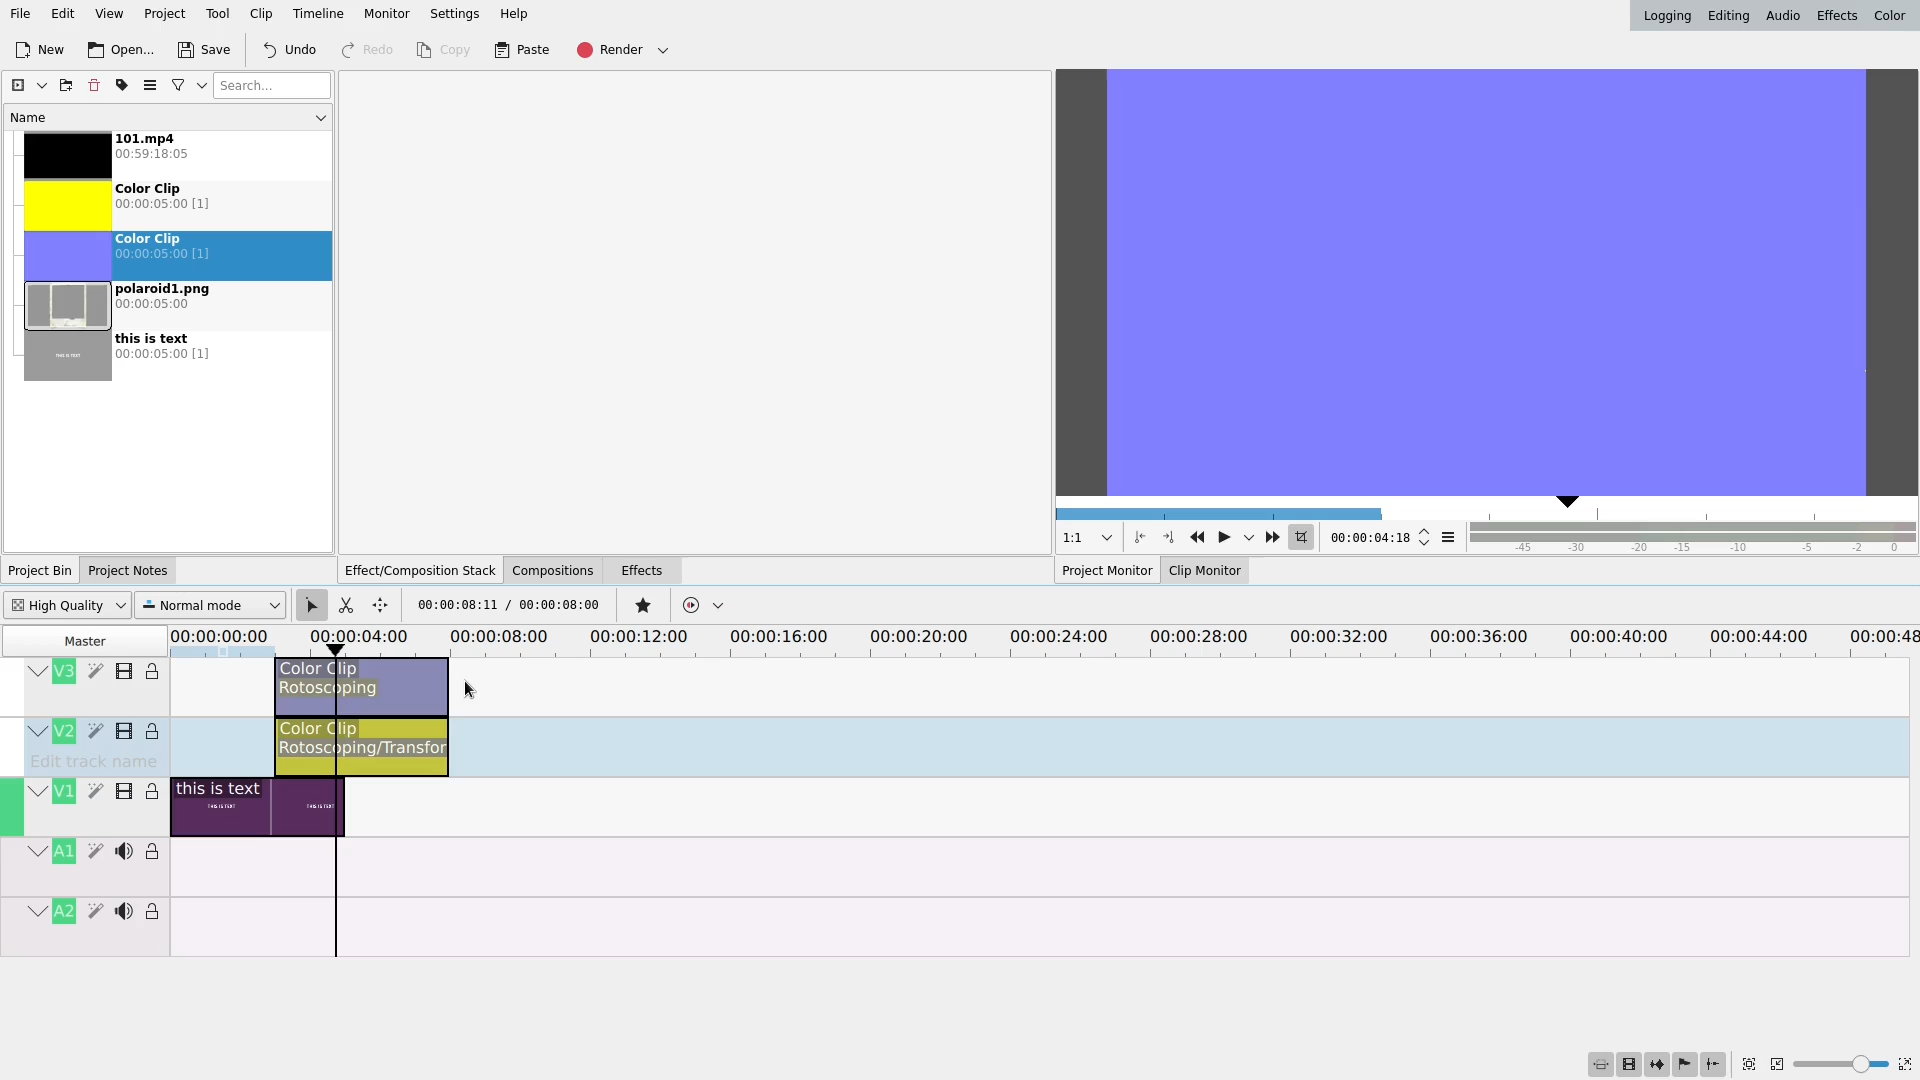 File Edit View Project Tool Clip Timeline Monitor Settings Help
Logging Editing Audio Effects Color
New Open... Save Undo Redo Copy Paste Render
Search...
Name
101.mp4
00:59:18:05
Color Clip
00:00:05:00 [1]
Color Clip
00:00:05:00 [1]
polaroid1.png
00:00:05:00
this is text
00:00:05:00 [1]
THIS IS TEXT
1:1 00:00:04:18
-45 -30 -20 -15 -10 -5 -2 0
Project Bin Project Notes Effect/Composition Stack Compositions Effects Project Monitor Clip Monitor
High Quality Normal mode 00:00:08:11 / 00:00:08:00
Master 00:00:00:00 00:00:04:00 00:00:08:00 00:00:12:00 00:00:16:00 00:00:20:00 00:00:24:00 00:00:28:00 00:00:32:00 00:00:36:00 00:00:40:00 00:00:44:00 00:00:48
V3 Color Clip
Rotoscoping
V2 Color Clip
Rotoscoping/Transfor
Edit track name
V1 this is text
THIS IS TEXT THIS IS TEXT
A1
A2